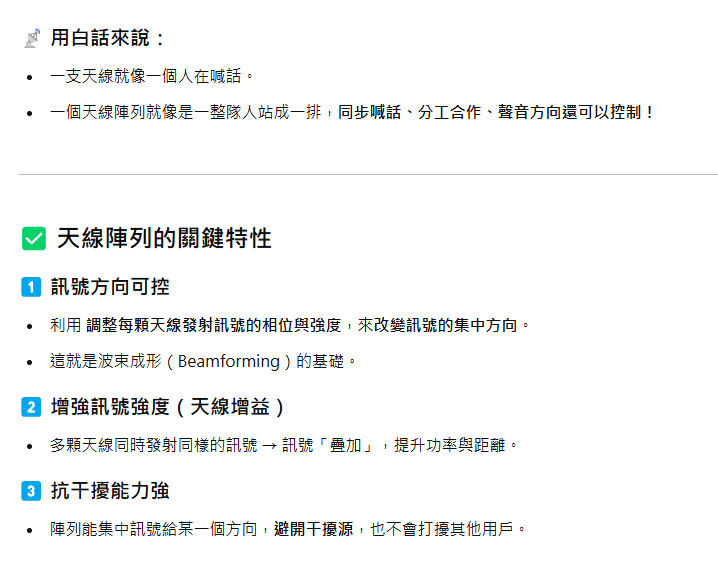 📡 用白話來說：
• 一支天線就像一個人在喊話。
• 一個天線陣列就像是一整隊人站成一排，同步喊話、分工合作、聲音方向還可以控制！
✅ 天線陣列的關鍵特性
1️⃣ 訊號方向可控
• 利用 調整每顆天線發射訊號的相位與強度，來改變訊號的集中方向。
• 這就是波束成形（Beamforming）的基礎。
2️⃣ 增強訊號強度（天線增益）
• 多顆天線同時發射同樣的訊號 → 訊號「疊加」，提升功率與距離。
3️⃣ 抗干擾能力強
• 陣列能集中訊號給某一個方向，避開干擾源，也不會打擾其他用戶。